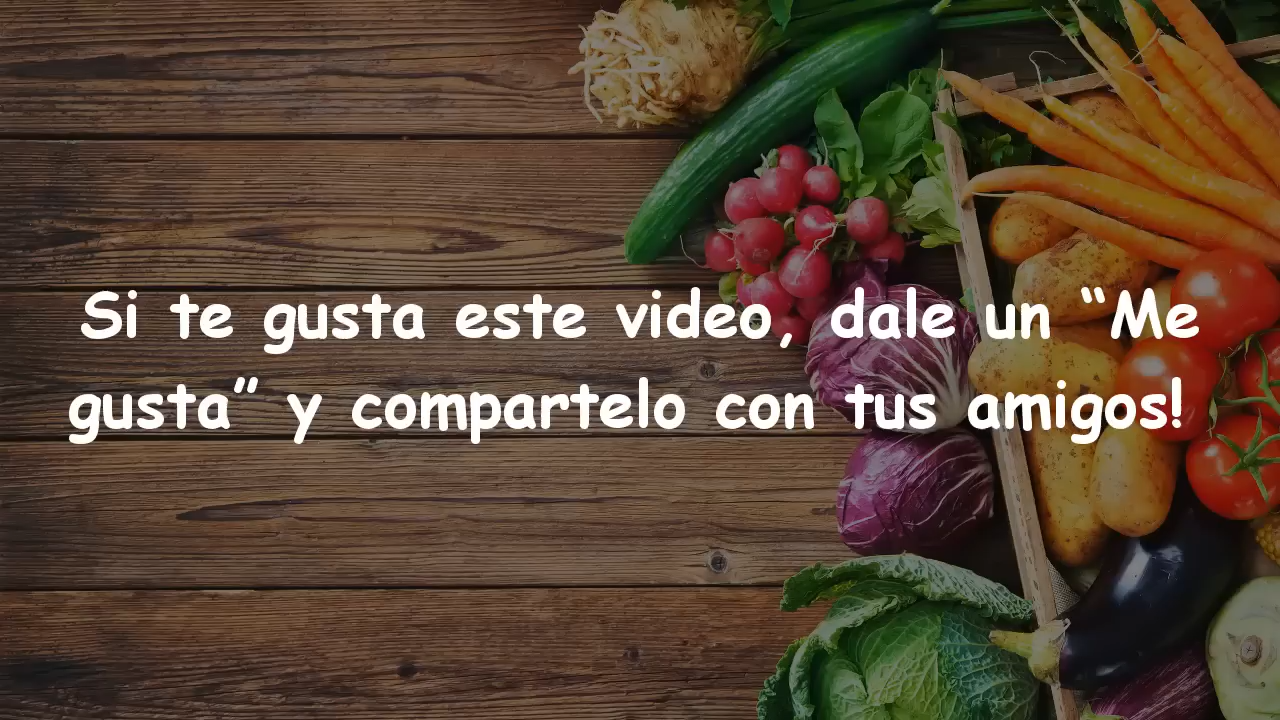 Si te gusta este video, dale un “Me
gusta” y compartelo con tus amigos!